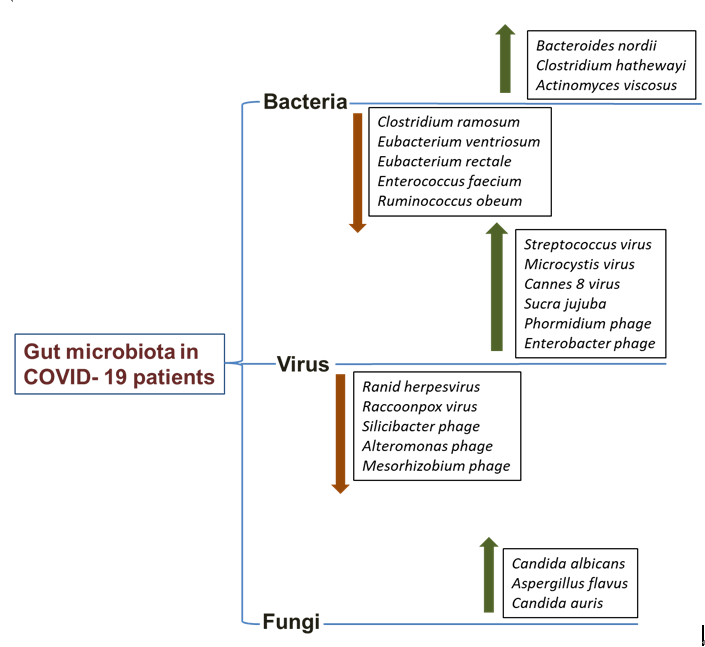 Bacteroides nordii
Clostridium hathewayi
Actinomyces viscosus
Bacteria
Clostridium ramosum
Eubacterium ventriosum
Eubacterium rectale
Enterococcus faecium
Ruminococcus obeum
Streptococcus virus
Microcystis virus
Cannes 8 virus
Sucra jujuba
Phormidium phage
Enterobacter phage
Gut microbiota in
COVID- 19 patients
Virus
Ranid herpesvirus
Raccoonpox virus
Silicibacter phage
Alteromonas phage
Mesorhizobium phage
Candida albicans
Aspergillus flavus
Candida auris
Fungi